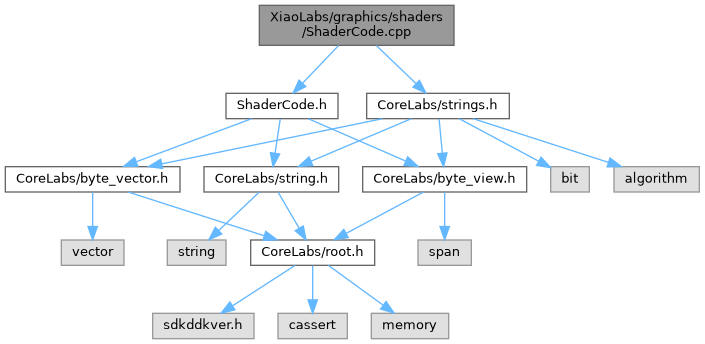 XiaoLabs/graphics/shaders
/ShaderCode.cpp
ShaderCode.h
CoreLabs/strings.h
CoreLabs/byte_vector.h
CoreLabs/string.h
CoreLabs/byte_view.h
bit
algorithm
vector
string
CoreLabs/root.h
span
sdkddkver.h
cassert
memory